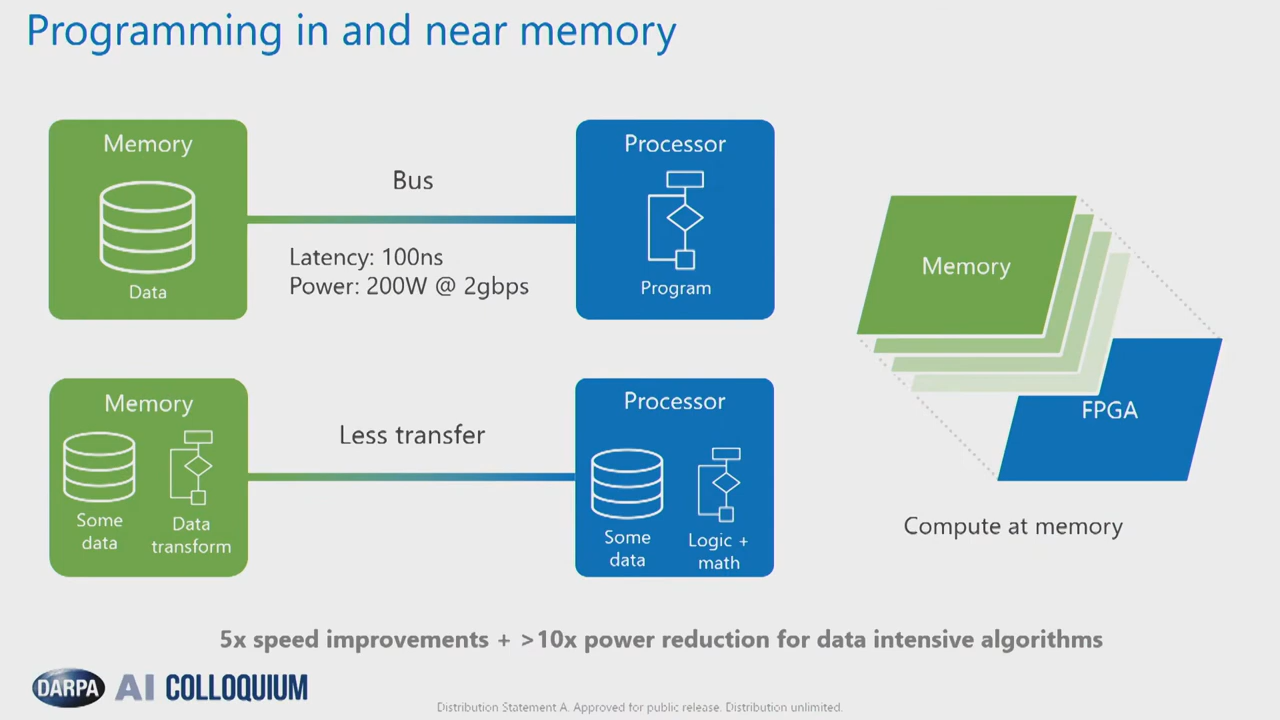 Programming in and near memory
Memory
Data
Bus
Latency: 100ns
Power: 200W @ 2gbps
Processor
Program
Memory
Some
data
Data
transform
Less transfer
Processor
Some
data
Logic +
math
Memory
FPGA
Compute at memory
5x speed improvements + >10x power reduction for data intensive algorithms
DARPA AI COLLOQUIUM
Distribution Statement A. Approved for public release. Distribution unlimited.